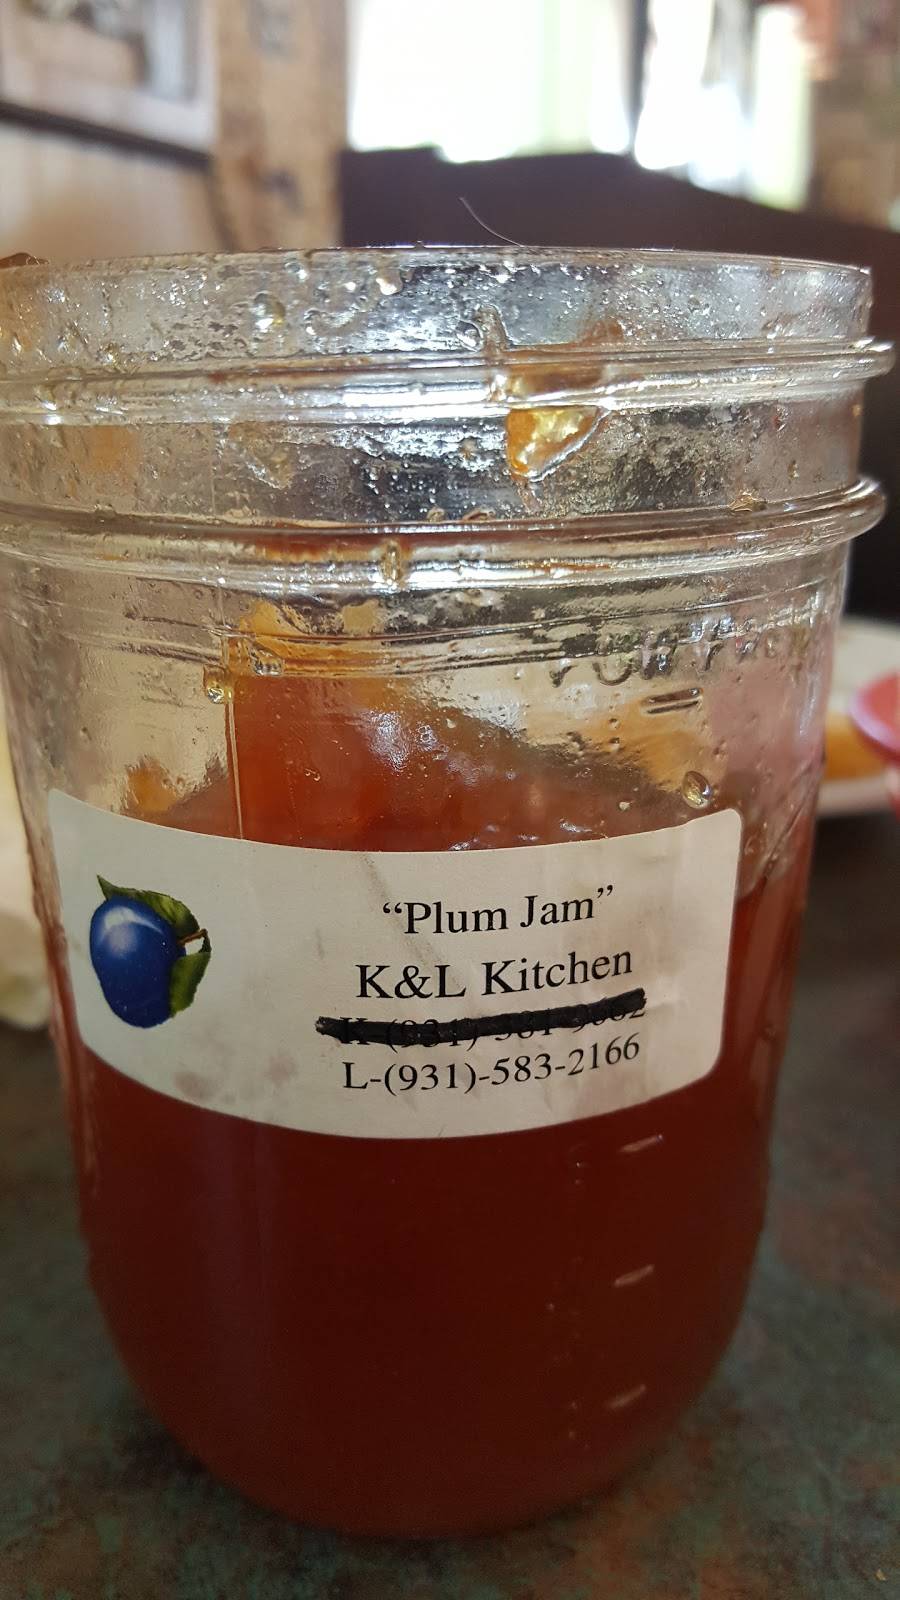 “Plum Jam”
K&L Kitchen
L-(931)-583-2166